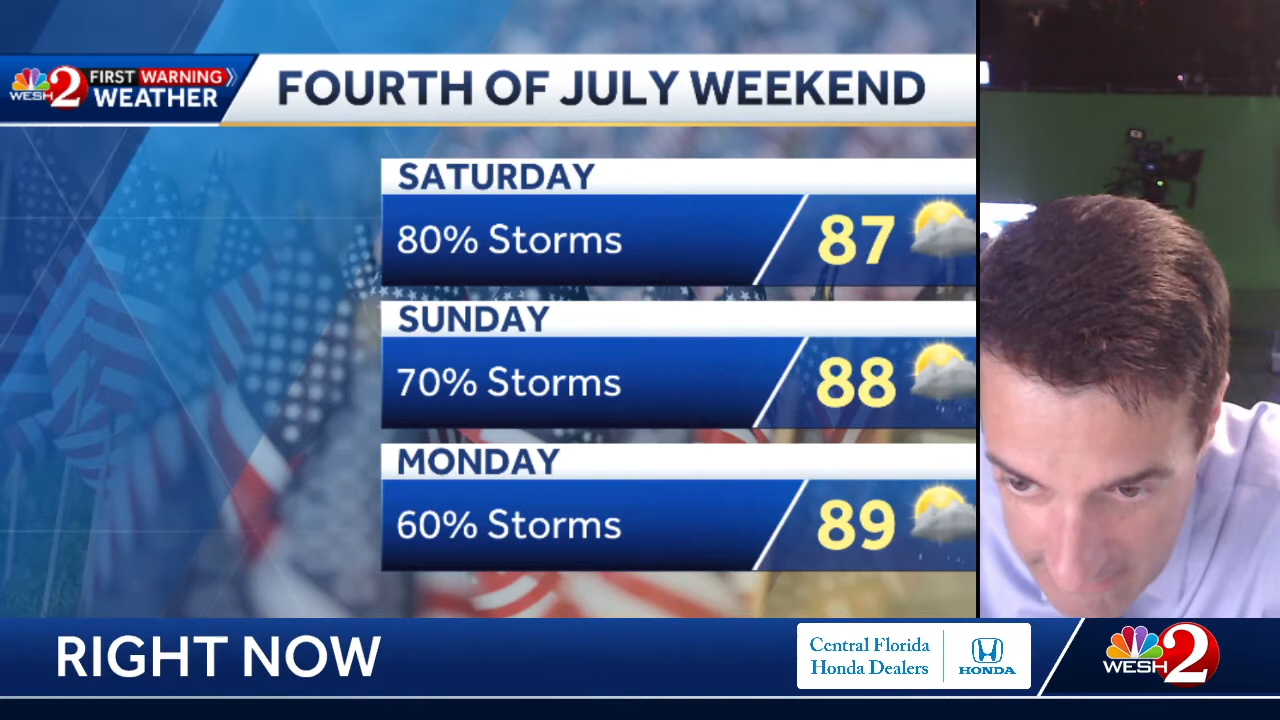 WESH 2 FIRST WARNING
WEATHER
FOURTH OF JULY WEEKEND
SATURDAY
80% Storms 87
SUNDAY
70% Storms 88
MONDAY
60% Storms 89
RIGHT NOW
Central Florida
Honda Dealers
HONDA
WESH 2